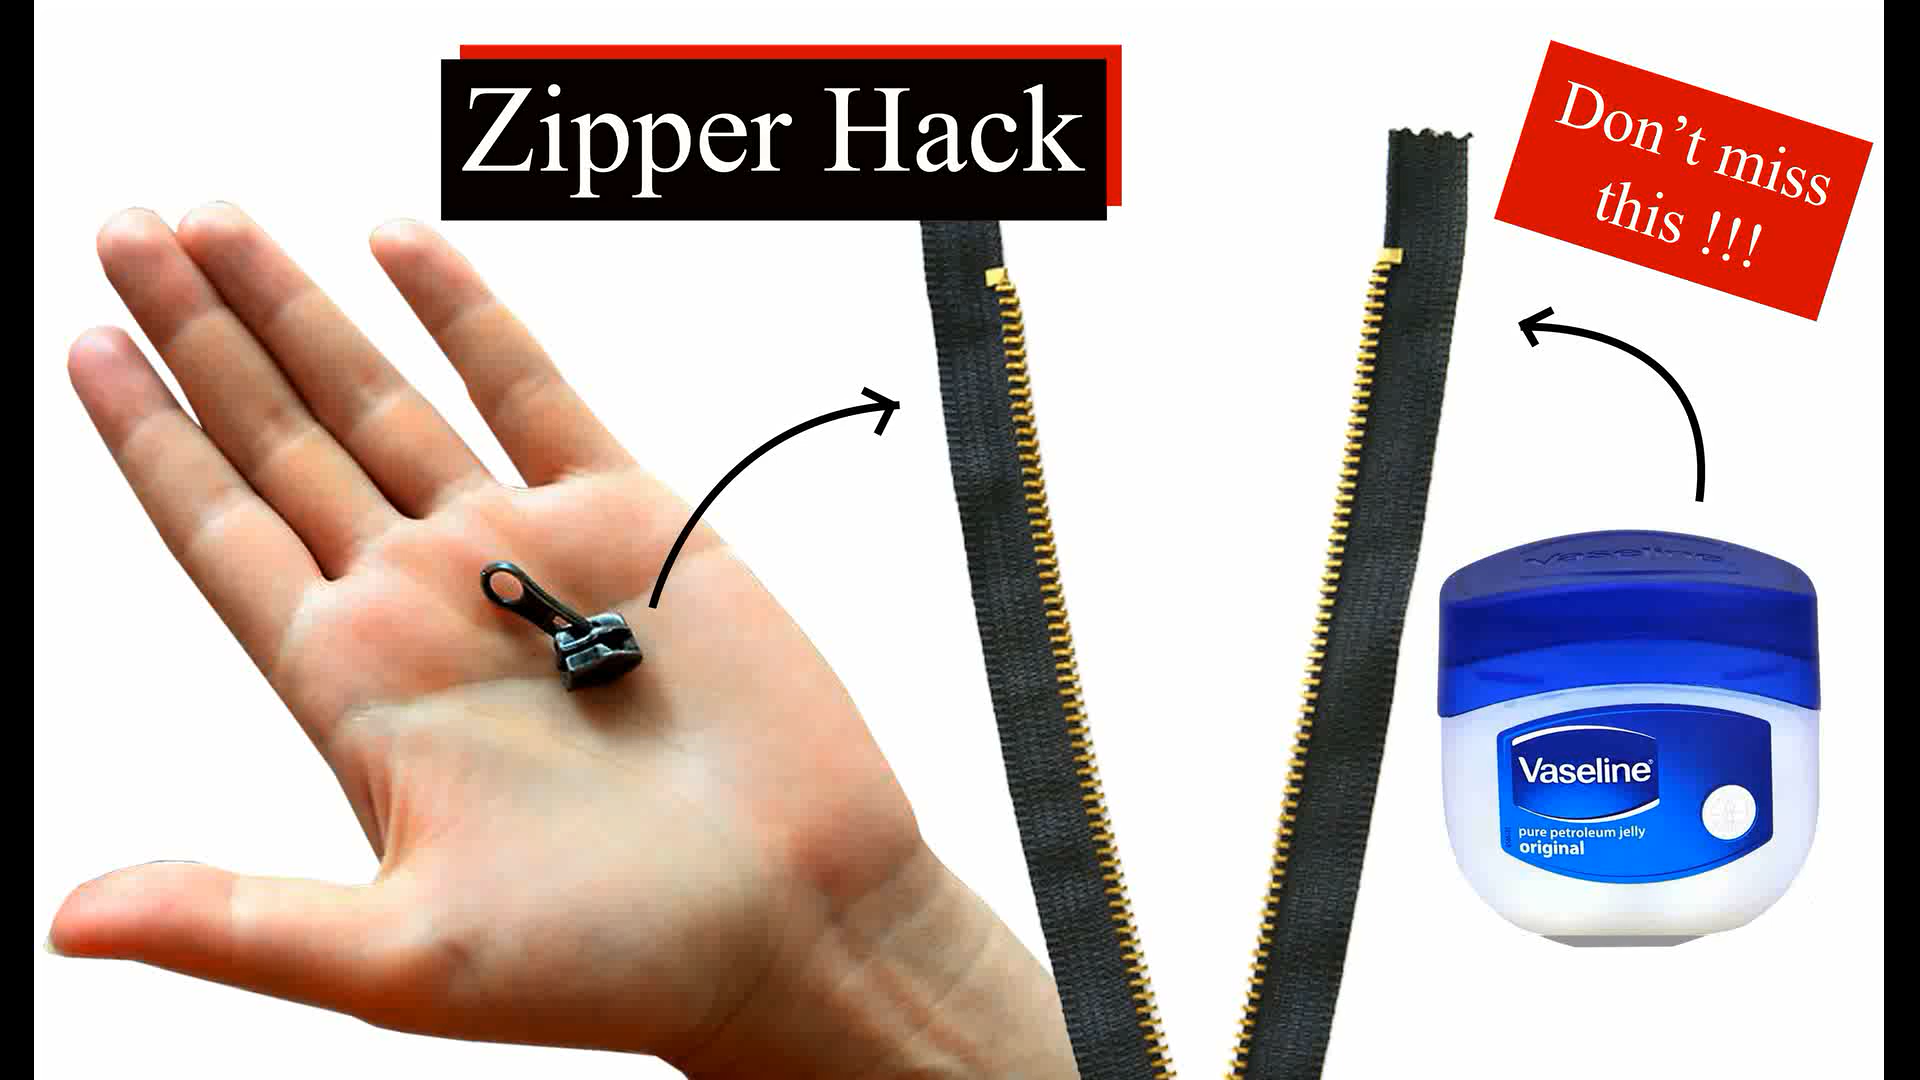 Zipper Hack
Don't miss
this !!!
Vaseline
Vaseline
pure petroleum jelly
original